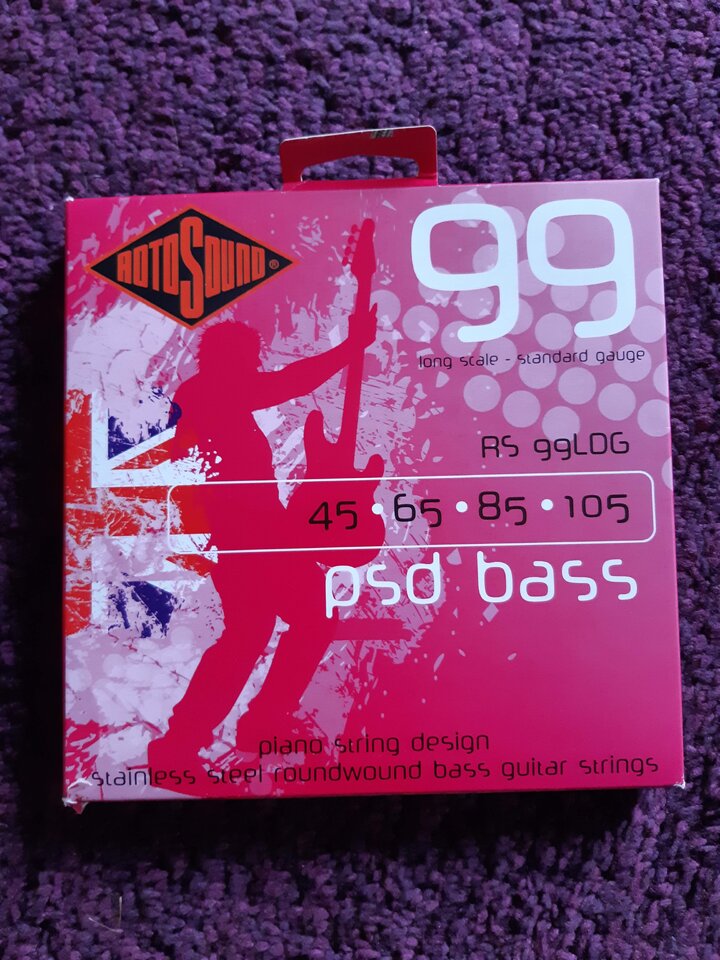 ROTOSOUND®
99
long scale - standard gauge
RS 99LDG
45 • 65 • 85 • 105
psd bass
piano string design
stainless steel roundwound bass guitar strings